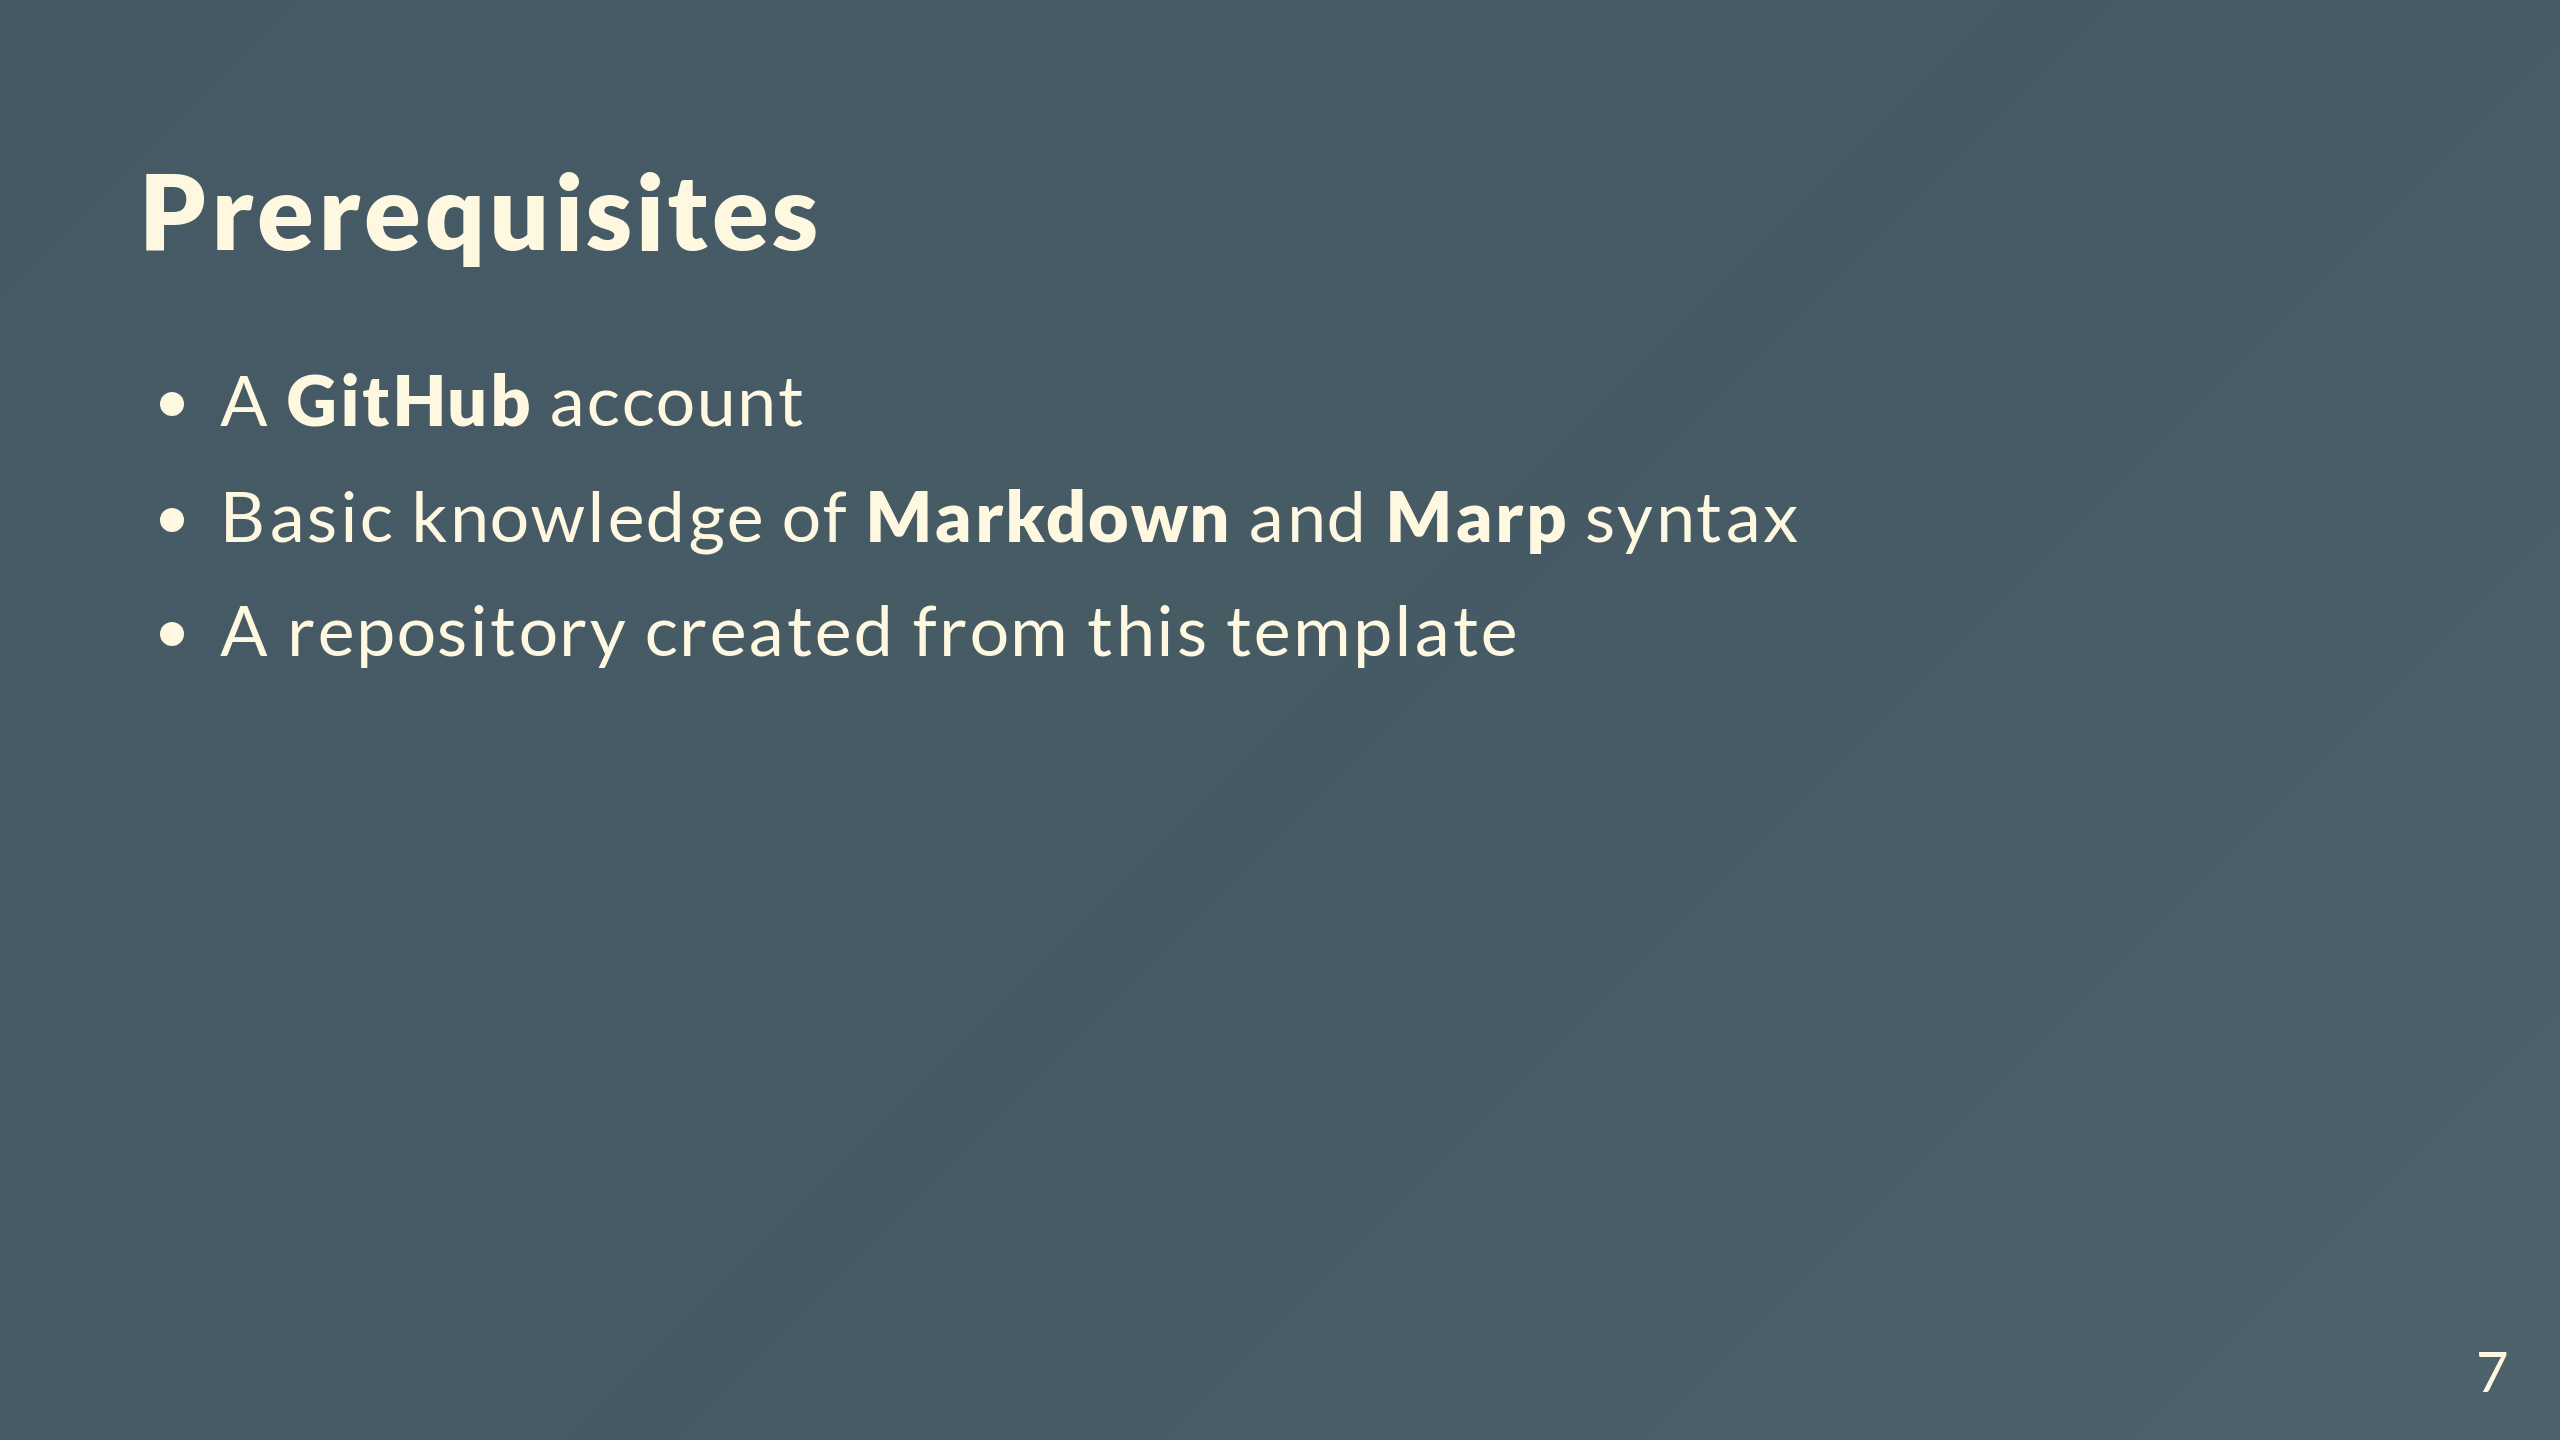 Prerequisites
• A GitHub account
• Basic knowledge of Markdown and Marp syntax
• A repository created from this template
7